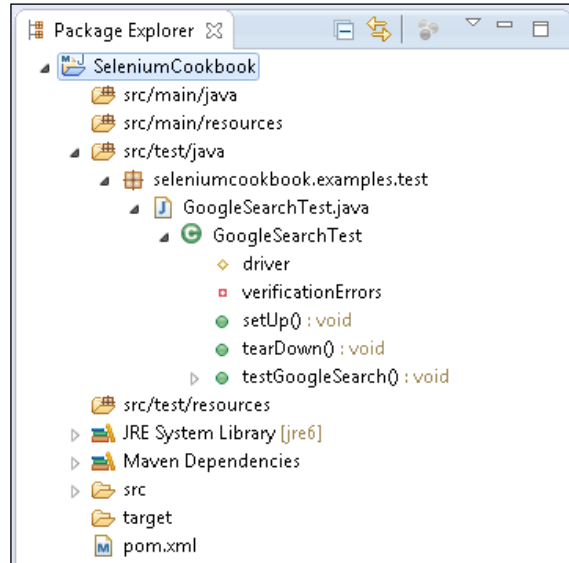 Package Explorer
SeleniumCookbook
src/main/java
src/main/resources
src/test/java
seleniumcookbook.examples.test
GoogleSearchTest.java
GoogleSearchTest
driver
verificationErrors
setUp() : void
tearDown() : void
testGoogleSearch() : void
src/test/resources
JRE System Library [jre6]
Maven Dependencies
src
target
pom.xml